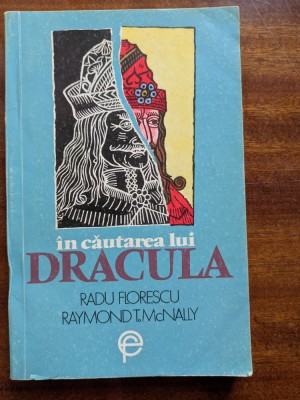 în căutarea lui
DRACULA
RADU FLORESCU
RAYMOND T. McNALLY